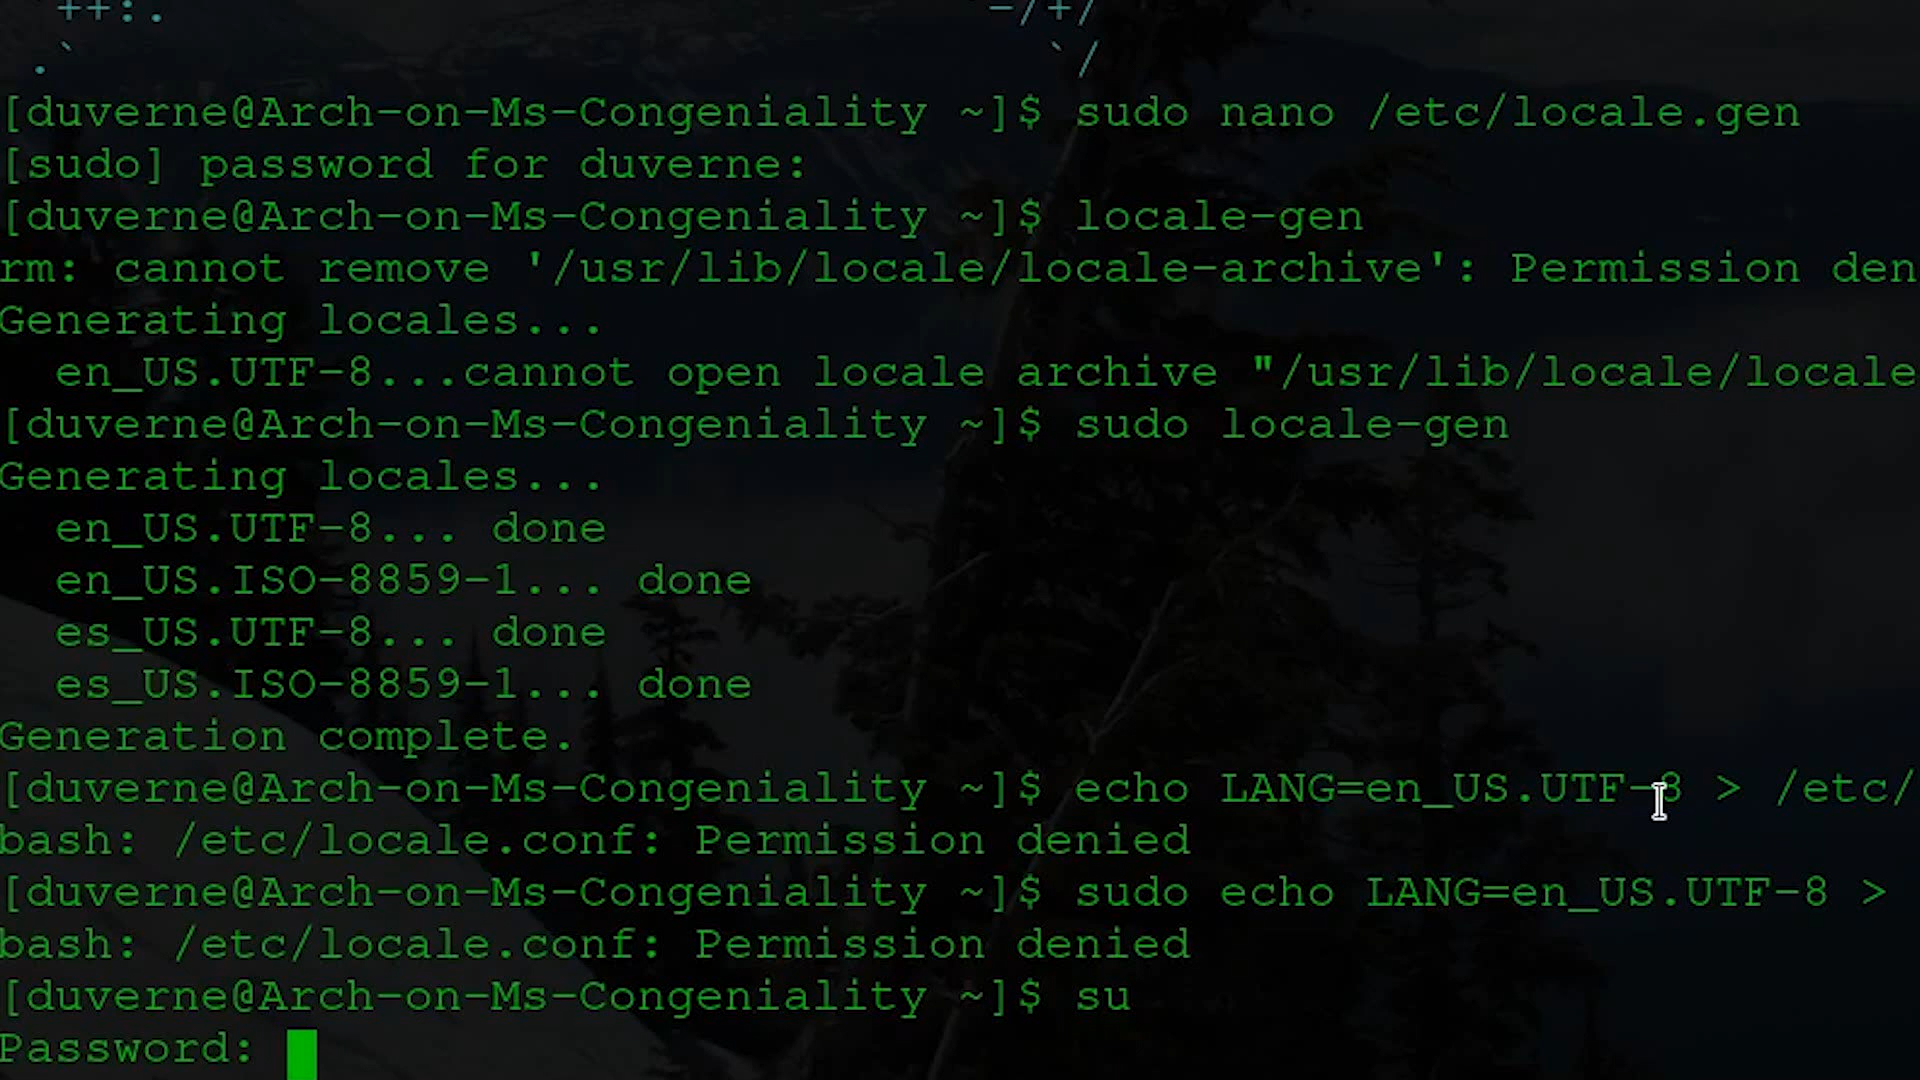 ++:.                            `-/+/
.`                                  `/
[duverne@Arch-on-Ms-Congeniality ~]$ sudo nano /etc/locale.gen
[sudo] password for duverne:
[duverne@Arch-on-Ms-Congeniality ~]$ locale-gen
rm: cannot remove '/usr/lib/locale/locale-archive': Permission den
Generating locales...
  en_US.UTF-8...cannot open locale archive "/usr/lib/locale/locale
[duverne@Arch-on-Ms-Congeniality ~]$ sudo locale-gen
Generating locales...
  en_US.UTF-8... done
  en_US.ISO-8859-1... done
  es_US.UTF-8... done
  es_US.ISO-8859-1... done
Generation complete.
[duverne@Arch-on-Ms-Congeniality ~]$ echo LANG=en_US.UTF-8 > /etc/
bash: /etc/locale.conf: Permission denied
[duverne@Arch-on-Ms-Congeniality ~]$ sudo echo LANG=en_US.UTF-8 >
bash: /etc/locale.conf: Permission denied
[duverne@Arch-on-Ms-Congeniality ~]$ su
Password: